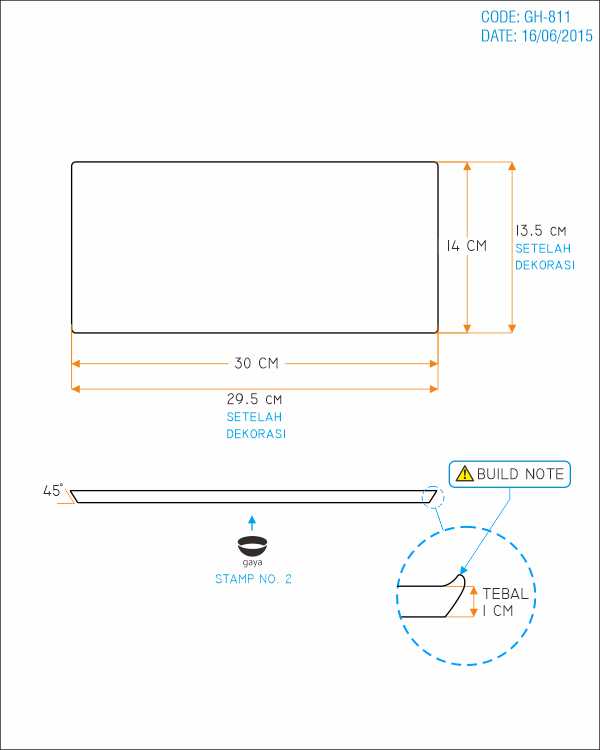 CODE: GH-811
DATE: 16/06/2015
13.5 CM
SETELAH
DEKORASI
14 CM
30 CM
29.5 CM
SETELAH
DEKORASI
45°
BUILD NOTE
gaya
STAMP NO. 2
TEBAL
1 CM